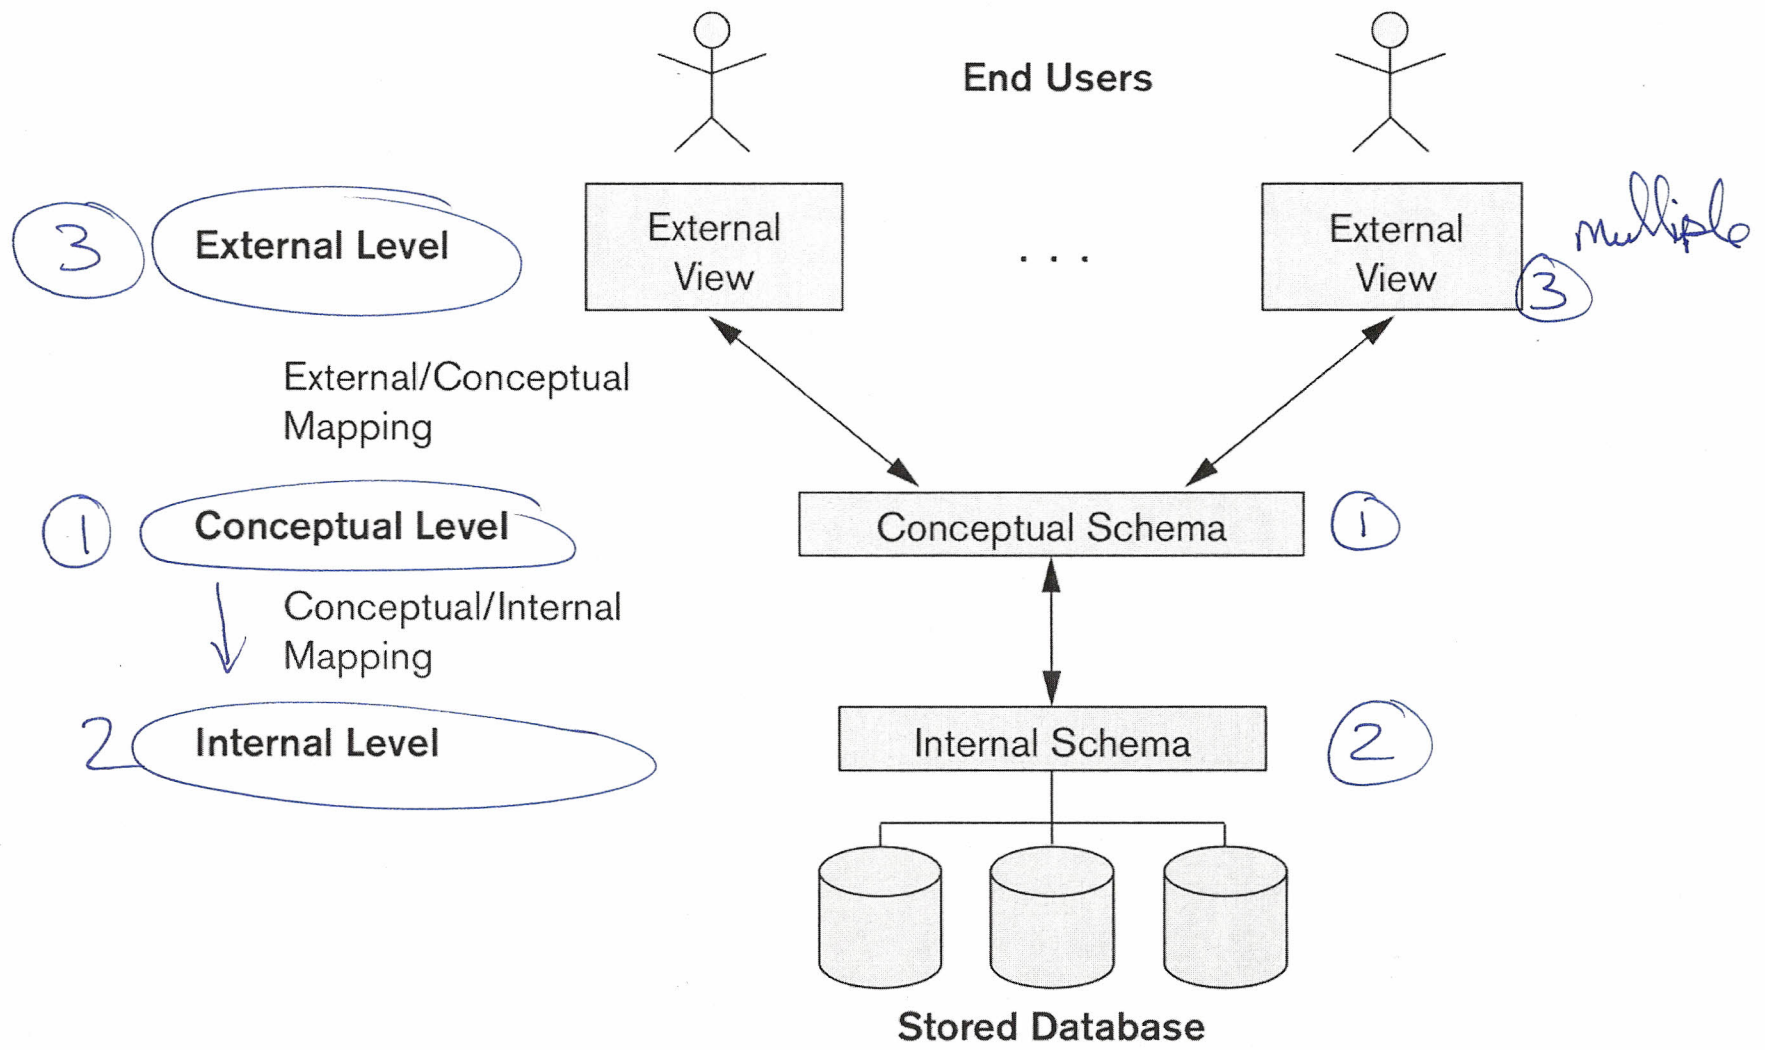 End Users
3
External Level
External
View
. . .
External
View
3
multiple
External/Conceptual
Mapping
1
Conceptual Level
Conceptual Schema
1
Conceptual/Internal
Mapping
2
Internal Level
Internal Schema
2
Stored Database